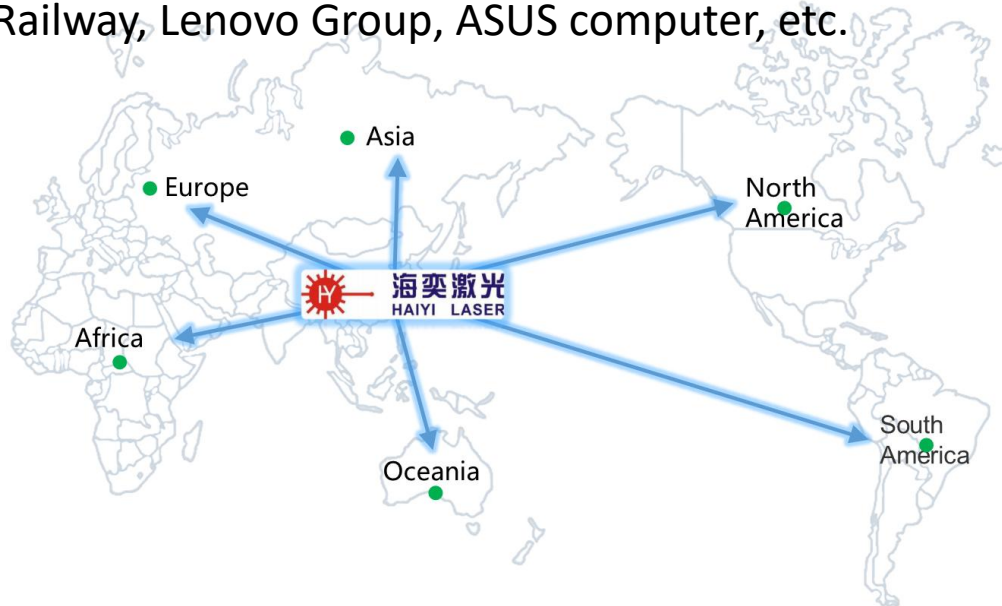 Railway, Lenovo Group, ASUS computer, etc.
Asia
Europe
North
America
HY
海奕激光
HAIYI LASER
Africa
South
America
Oceania